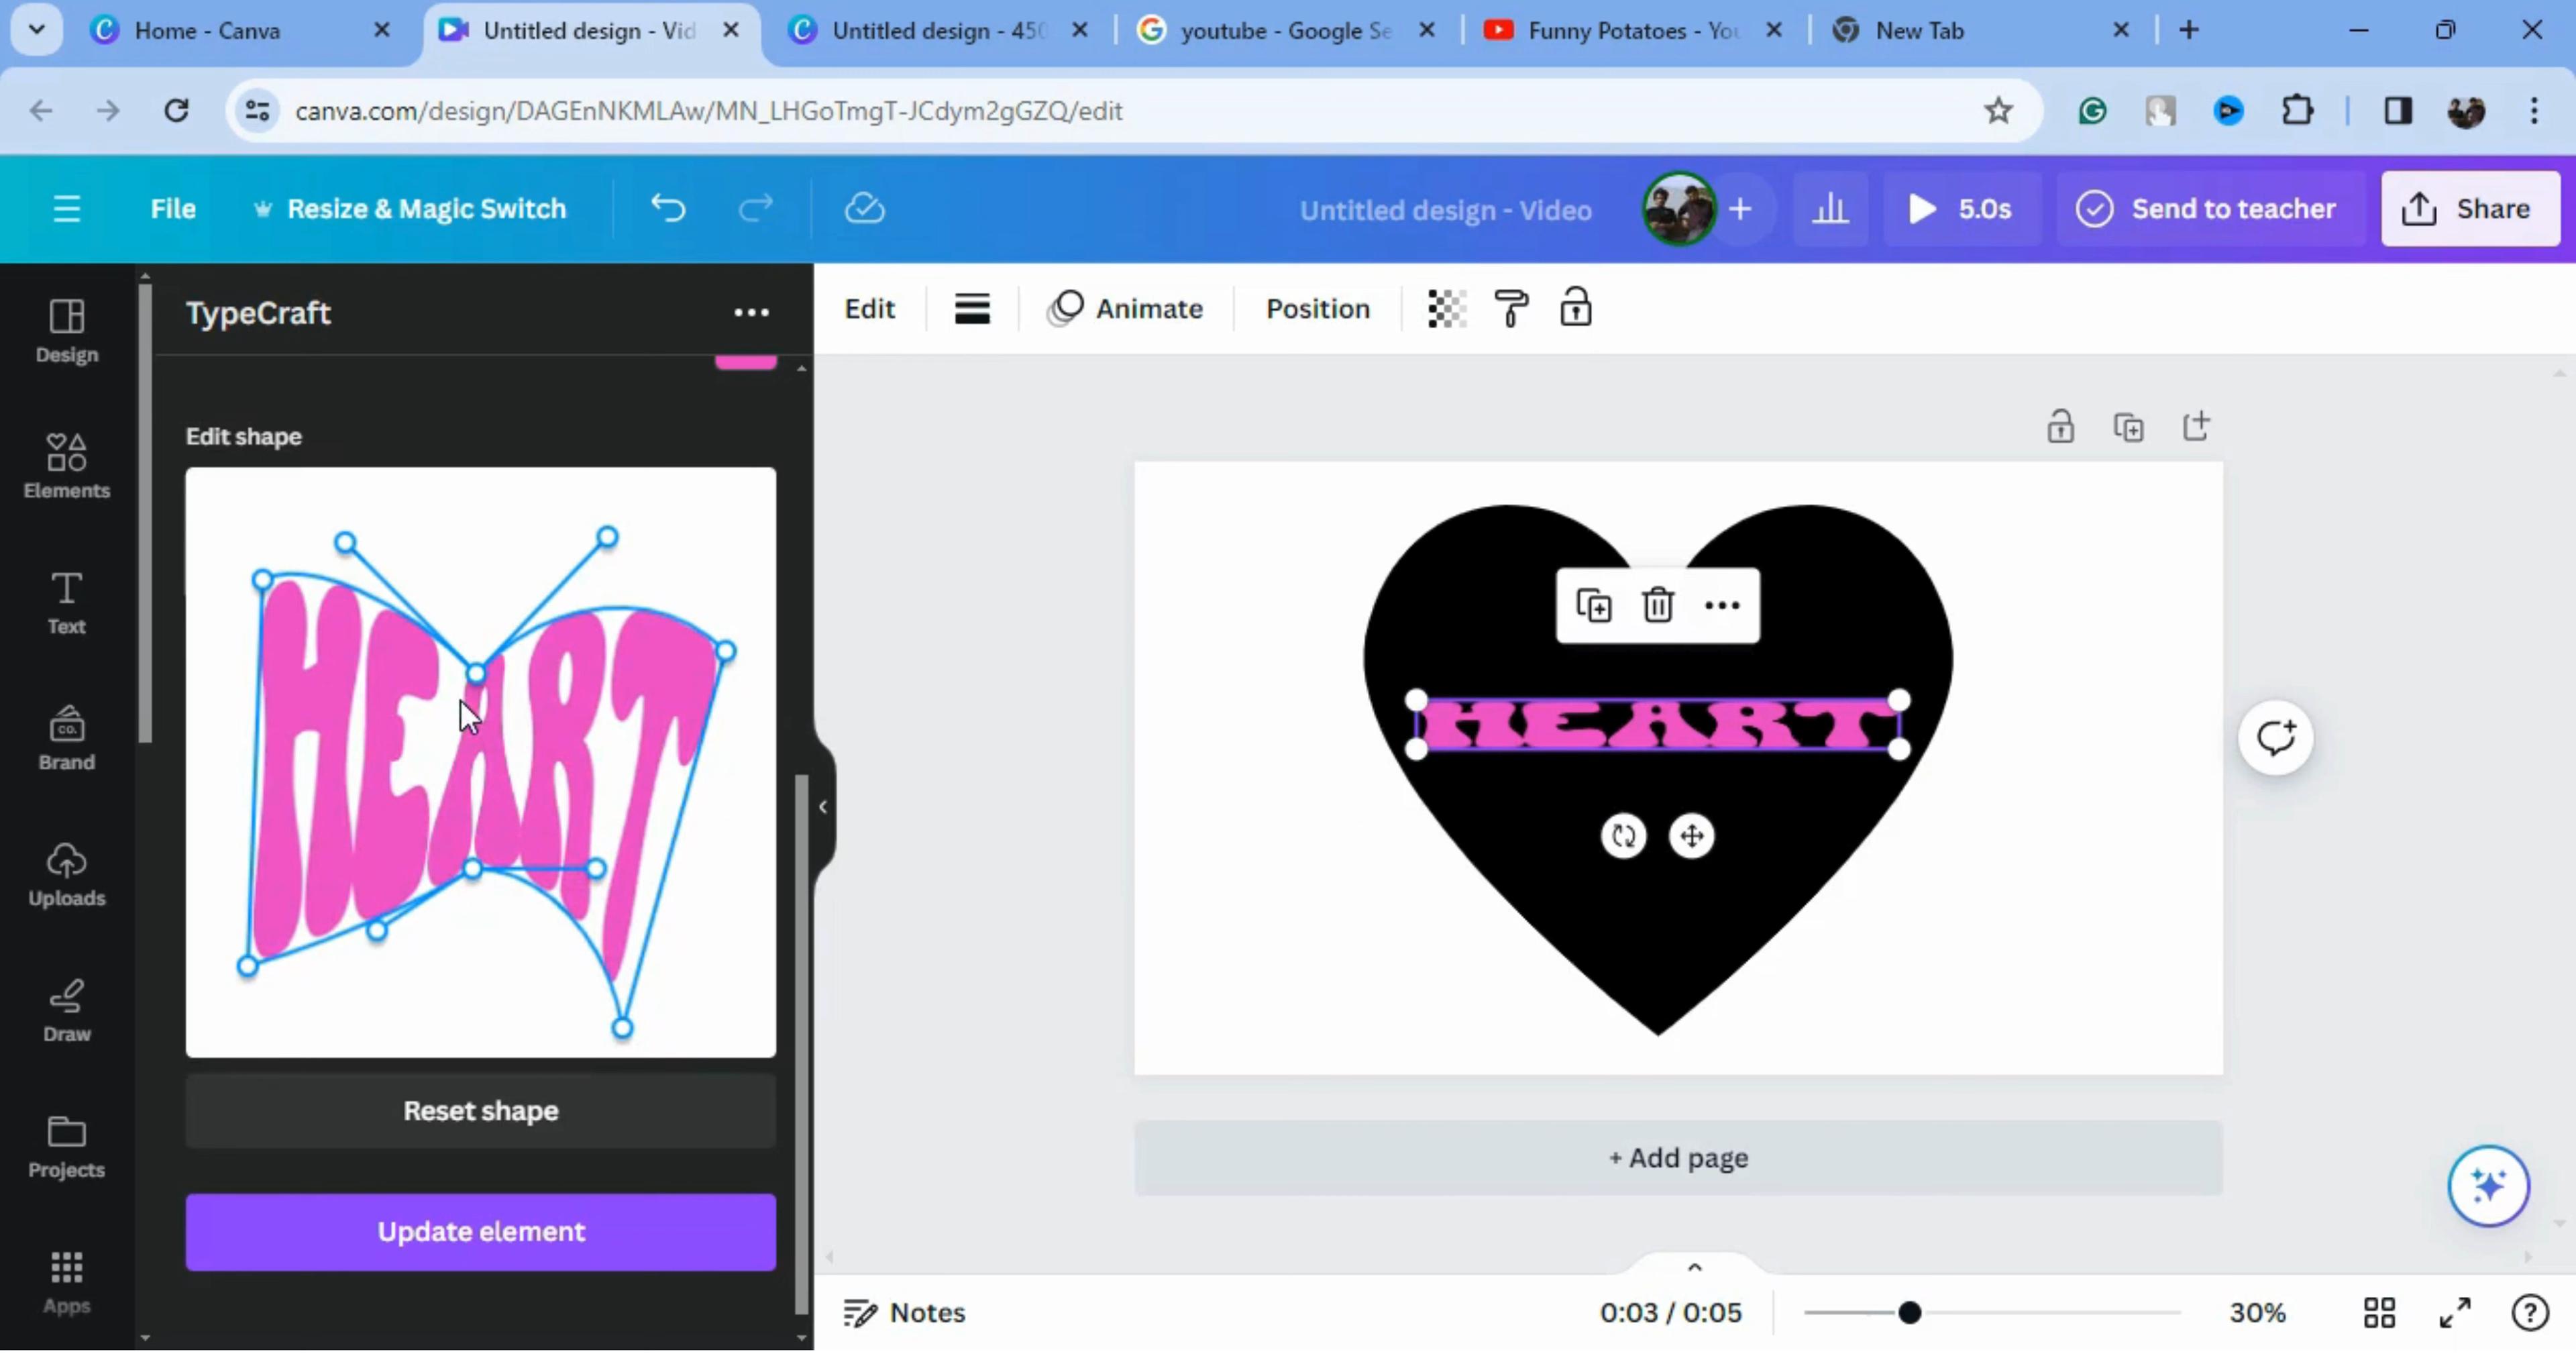 Home - Canva
Untitled design - Vid
Untitled design - 450
youtube - Google Se
Funny Potatoes - You
New Tab
canva.com/design/DAGEnNKMLAw/MN_LHGoTmgT-JCdym2gGZQ/edit
File
Resize & Magic Switch
Untitled design - Video
5.0s
Send to teacher
Share
Design
Elements
Text
Brand
Uploads
Draw
Projects
Apps
TypeCraft
Edit shape
HEART
Reset shape
Update element
Edit
Animate
Position
HEART
+ Add page
Notes
0:03 / 0:05
30%